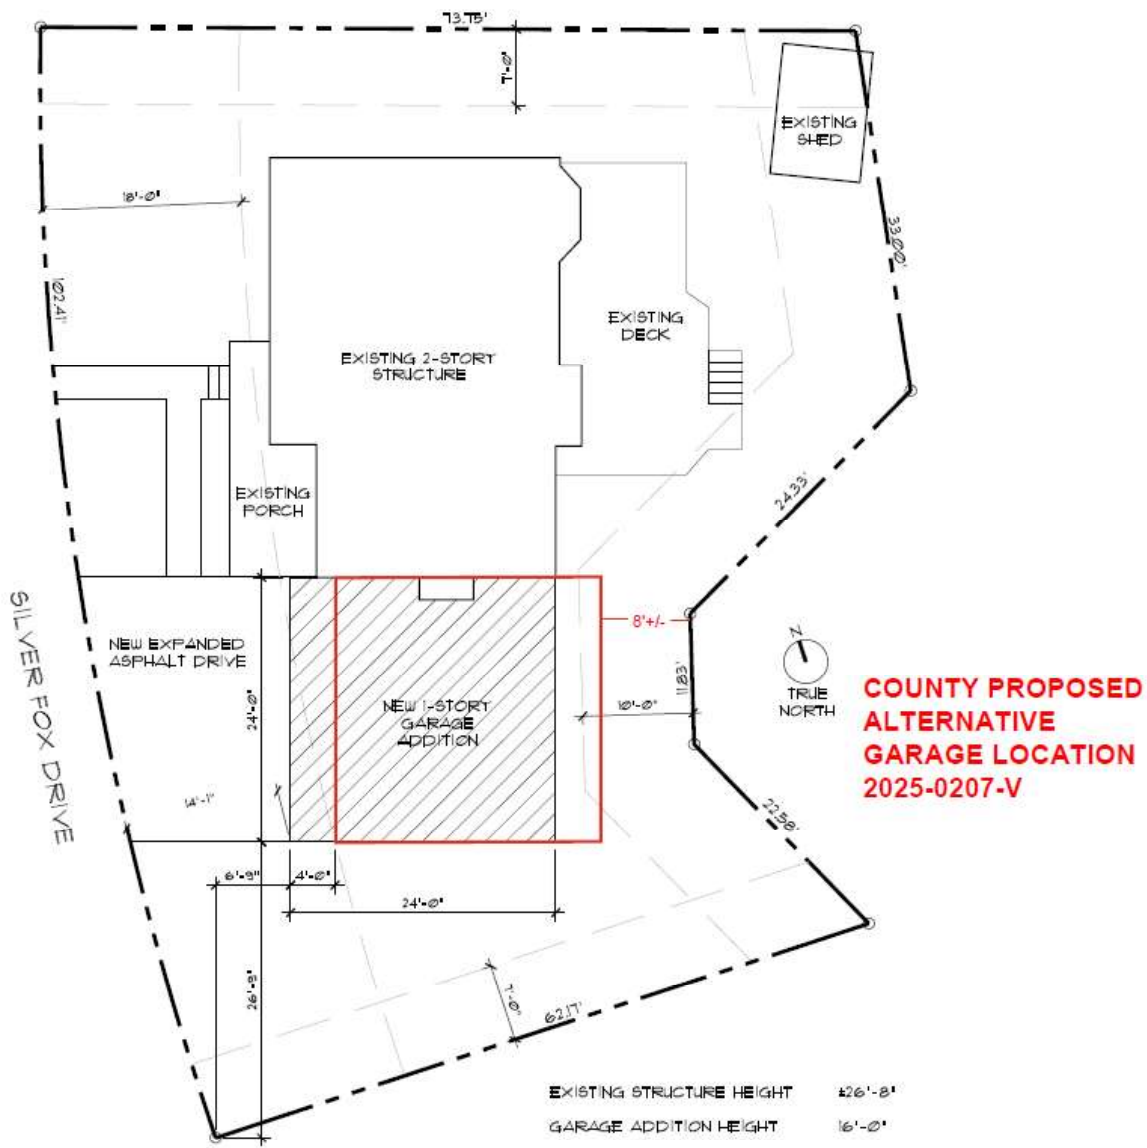 73.75'
7'-0"
EXISTING
SHED
18'-0"
33.00'
102.41'
EXISTING
DECK
EXISTING 2-STORY
STRUCTURE
EXISTING
PORCH
24.33'
SILVER FOX DRIVE
NEW EXPANDED
ASPHALT DRIVE
24'-0"
8'+/-
11.83'
N
TRUE
NORTH
NEW 1-STORY
GARAGE
ADDITION
10'-0"
COUNTY PROPOSED
ALTERNATIVE
GARAGE LOCATION
2025-0207-V
14'-1"
22.58'
6'-9"
4'-0"
24'-0"
7'-0"
62.17'
EXISTING STRUCTURE HEIGHT ±26'-8"
GARAGE ADDITION HEIGHT 16'-0"